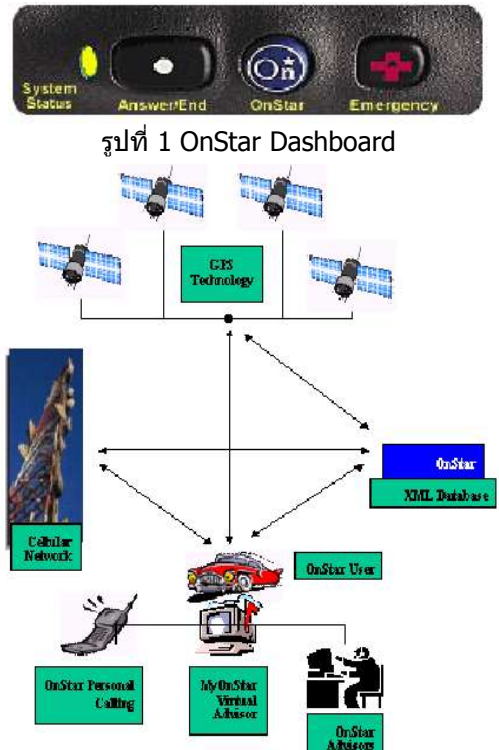 On
System
Status
Answer/End
OnStar
Emergency
รูปที่ 1 OnStar Dashboard
GPS
Technology
OnStar
XML Database
Cellular
Network
OnStar User
OnStar Personal
Calling
MyOnStar
Virtual
Advisor
OnStar
Advisors